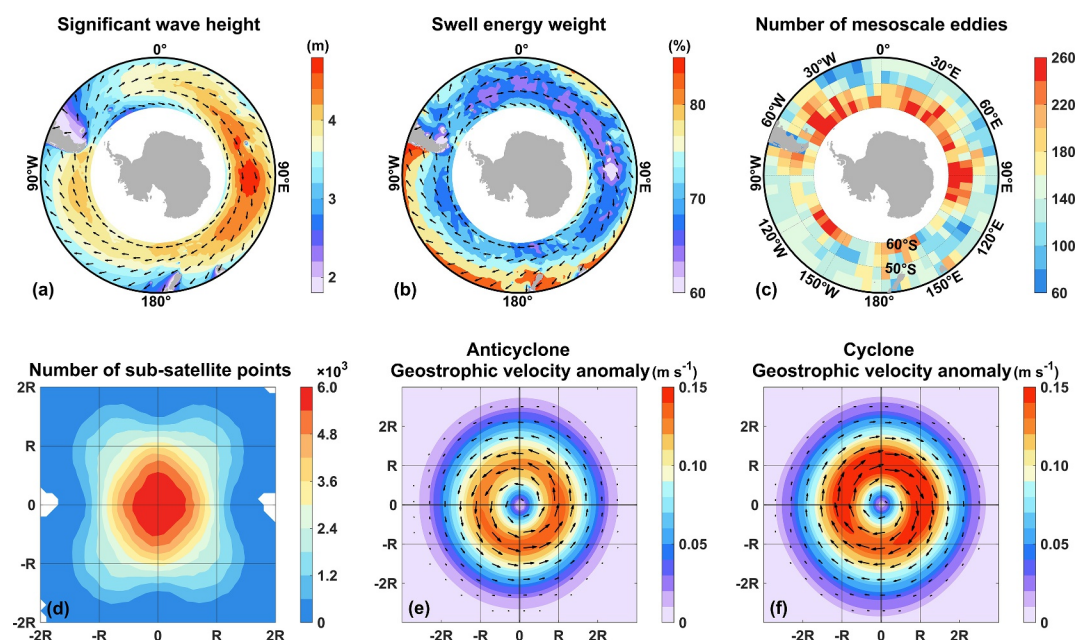 Significant wave height
(m)
0°
90°W
90°E
180°
4
3
2
(a)
Swell energy weight
(%)
0°
90°W
90°E
180°
80
70
60
(b)
Number of mesoscale eddies
0°
30°W
30°E
60°W
60°E
90°W
90°E
120°W
120°E
150°W
150°E
180°
60°S
50°S
260
220
180
140
100
60
(c)
Number of sub-satellite points
×10³
2R
R
0
-R
-2R
-2R -R 0 R 2R
6.0
4.8
3.6
2.4
1.2
0
(d)
Anticyclone
Geostrophic velocity anomaly (m s⁻¹)
2R
R
0
-R
-2R
-2R -R 0 R 2R
0.15
0.10
0.05
0
(e)
Cyclone
Geostrophic velocity anomaly (m s⁻¹)
2R
R
0
-R
-2R
-2R -R 0 R 2R
0.15
0.10
0.05
0
(f)